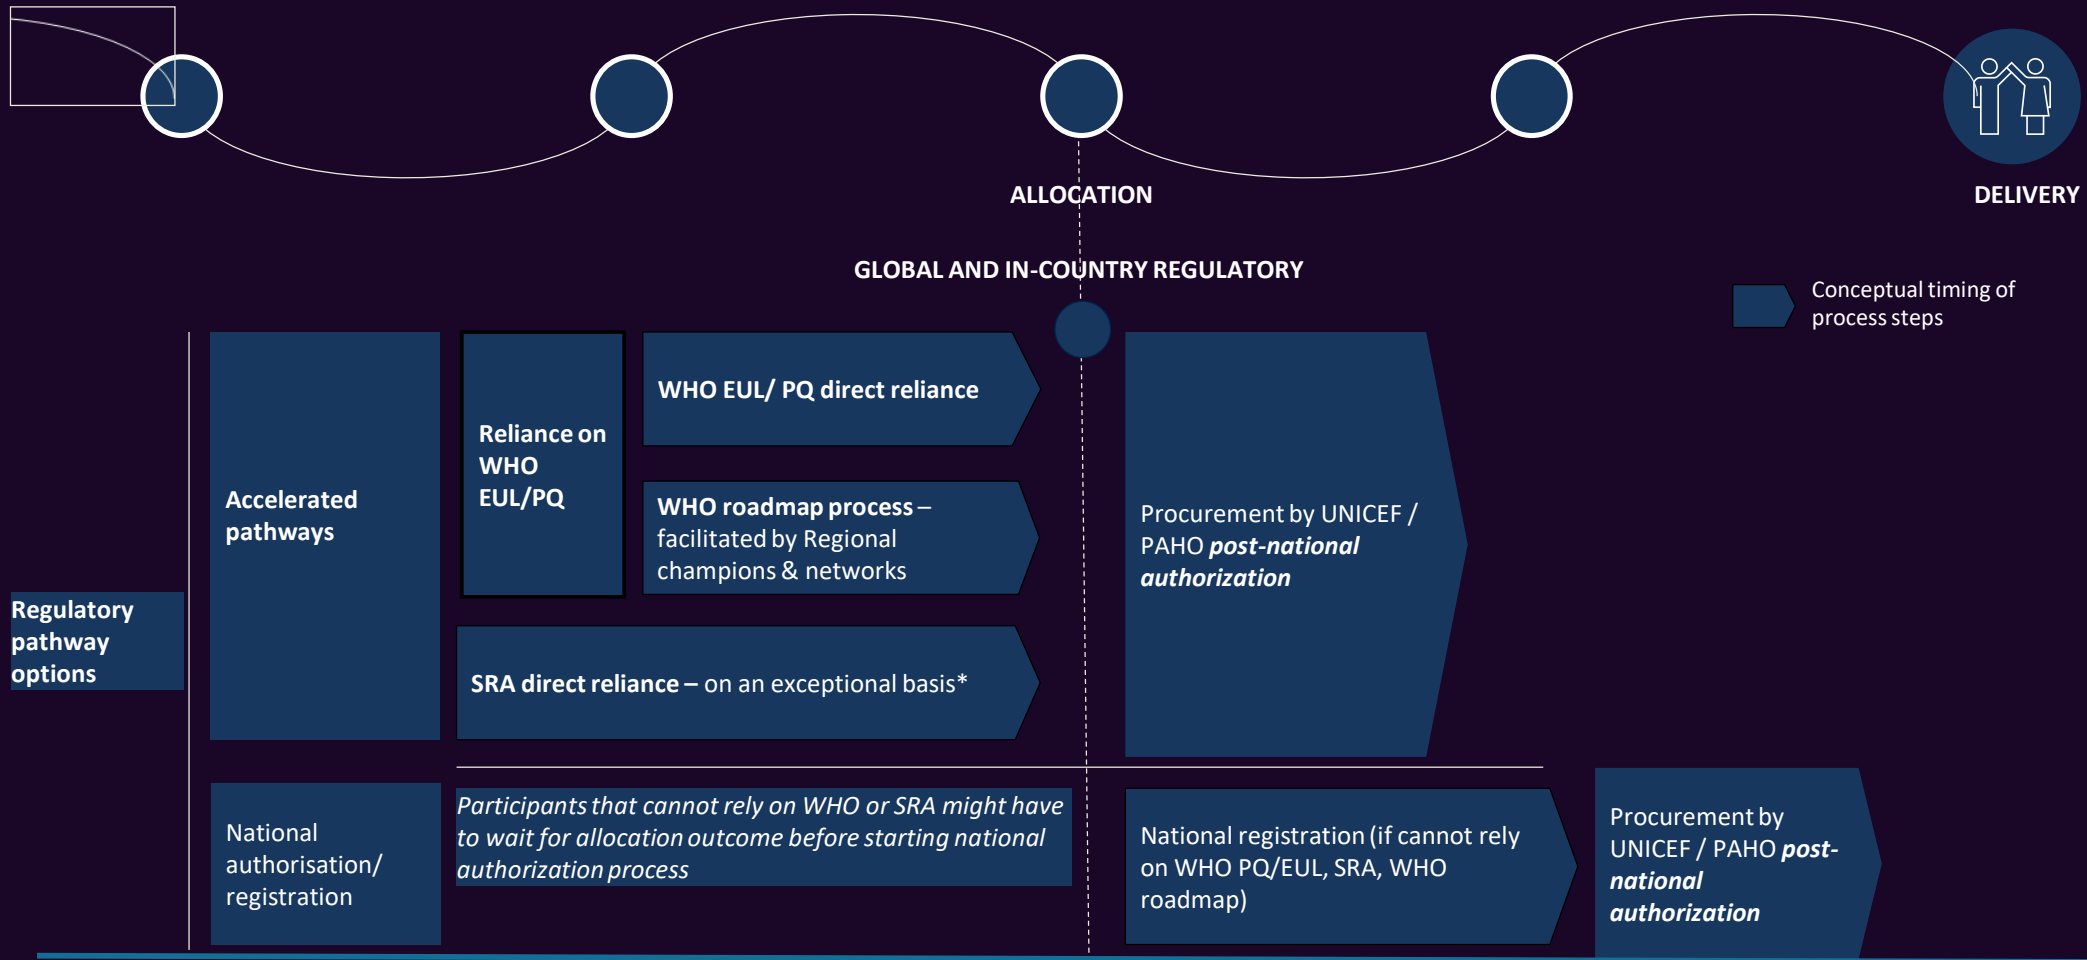 ALLOCATION
DELIVERY
GLOBAL AND IN-COUNTRY REGULATORY
Conceptual timing of
process steps
Regulatory
pathway
options
Accelerated
pathways
Reliance on
WHO
EUL/PQ
WHO EUL/ PQ direct reliance
WHO roadmap process –
facilitated by Regional
champions & networks
SRA direct reliance – on an exceptional basis*
Procurement by UNICEF /
PAHO post-national
authorization
National
authorisation/
registration
Participants that cannot rely on WHO or SRA might have
to wait for allocation outcome before starting national
authorization process
National registration (if cannot rely
on WHO PQ/EUL, SRA, WHO
roadmap)
Procurement by
UNICEF / PAHO post-
national
authorization